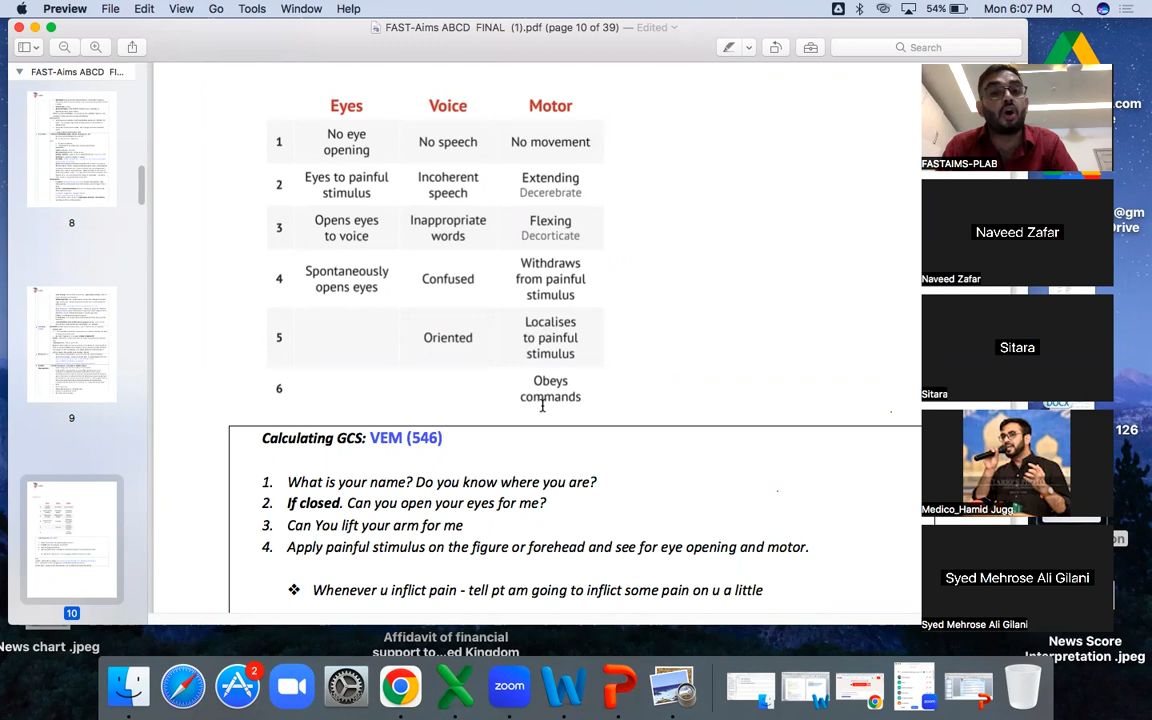 Preview File Edit View Go Tools Window Help
54% Mon 6:07 PM
FAST-Aims ABCD FINAL (1).pdf (page 10 of 39) — Edited
Search
FAST-Aims ABCD Fl...
8
9
10
Eyes Voice Motor
1 No eye opening No speech No movement
2 Eyes to painful stimulus Incoherent speech Extending Decerebrate
3 Opens eyes to voice Inappropriate words Flexing Decorticate
4 Spontaneously opens eyes Confused Withdraws from painful stimulus
5 Oriented Localises to painful stimulus
6 Obeys commands
Calculating GCS: VEM (546)
1. What is your name? Do you know where you are?
2. If closed. Can you open your eyes for me?
3. Can You lift your arm for me
4. Apply painful stimulus on the figure or forehead and see for eye opening and motor.
❖ Whenever u inflict pain - tell pt am going to inflict some pain on u a little
FASTAIMS-PLAB
Naveed Zafar
Naveed Zafar
Sitara
Sitara
Medico_Hamid Jugg
Syed Mehrose Ali Gilani
Syed Mehrose Ali Gilani
.com
@gm
Drive
DOCX
126
on
News chart .jpeg
Affidavit of financial
support to...ed Kingdom
News Score
Interpretation .jpeg
2
zoom